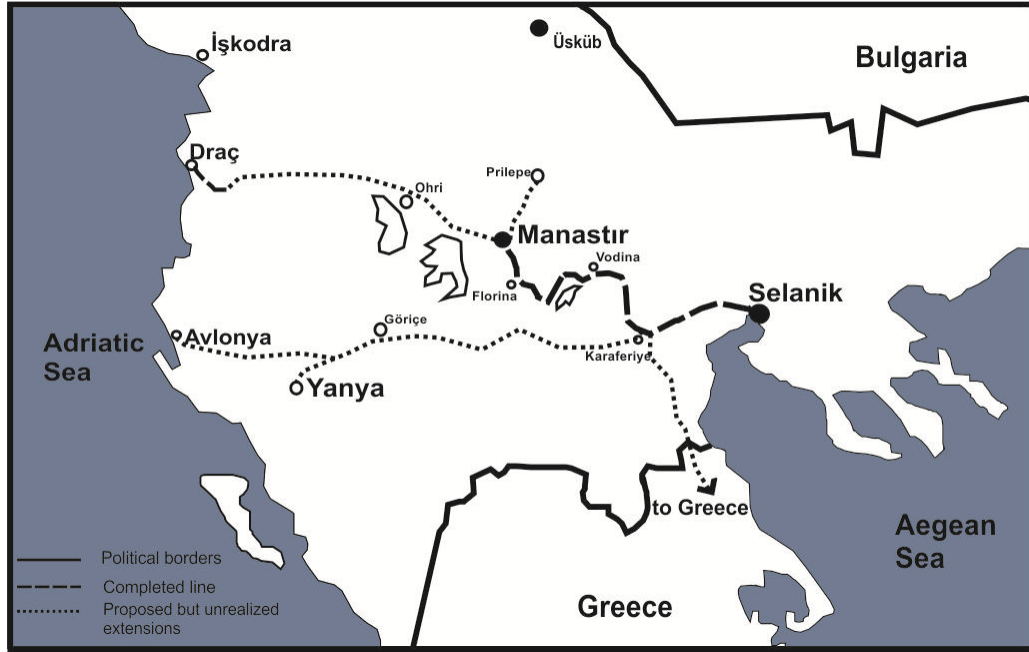 İşkodra
Üsküb
Bulgaria
Draç
Prilepe
Ohri
Manastır
Vodina
Florina
Selanik
Göriçe
Avlonya
Karaferiye
Adriatic
Sea
Yanya
to Greece
Aegean
Sea
Political borders
Completed line
Proposed but unrealized
extensions
Greece